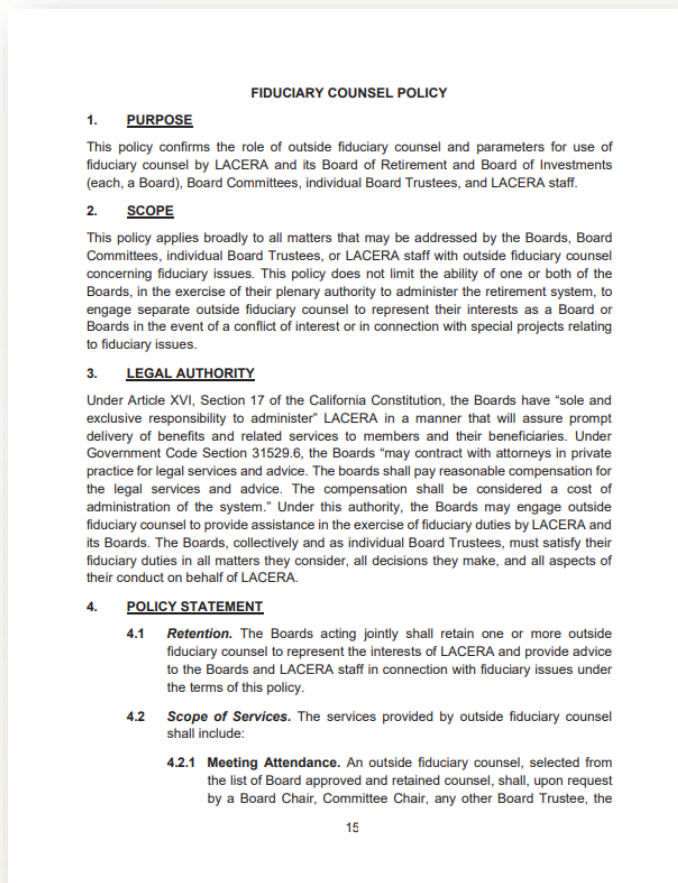 FIDUCIARY COUNSEL POLICY
1. PURPOSE
This policy confirms the role of outside fiduciary counsel and parameters for use of
fiduciary counsel by LACERA and its Board of Retirement and Board of Investments
(each, a Board), Board Committees, individual Board Trustees, and LACERA staff.
2. SCOPE
This policy applies broadly to all matters that may be addressed by the Boards, Board
Committees, individual Board Trustees, or LACERA staff with outside fiduciary counsel
concerning fiduciary issues. This policy does not limit the ability of one or both of the
Boards, in the exercise of their plenary authority to administer the retirement system, to
engage separate outside fiduciary counsel to represent their interests as a Board or
Boards in the event of a conflict of interest or in connection with special projects relating
to fiduciary issues.
3. LEGAL AUTHORITY
Under Article XVI, Section 17 of the California Constitution, the Boards have “sole and
exclusive responsibility to administer” LACERA in a manner that will assure prompt
delivery of benefits and related services to members and their beneficiaries. Under
Government Code Section 31529.6, the Boards “may contract with attorneys in private
practice for legal services and advice. The boards shall pay reasonable compensation for
the legal services and advice. The compensation shall be considered a cost of
administration of the system.” Under this authority, the Boards may engage outside
fiduciary counsel to provide assistance in the exercise of fiduciary duties by LACERA and
its Boards. The Boards, collectively and as individual Board Trustees, must satisfy their
fiduciary duties in all matters they consider, all decisions they make, and all aspects of
their conduct on behalf of LACERA.
4. POLICY STATEMENT
4.1 Retention. The Boards acting jointly shall retain one or more outside
fiduciary counsel to represent the interests of LACERA and provide advice
to the Boards and LACERA staff in connection with fiduciary issues under
the terms of this policy.
4.2 Scope of Services. The services provided by outside fiduciary counsel
shall include:
4.2.1 Meeting Attendance. An outside fiduciary counsel, selected from
the list of Board approved and retained counsel, shall, upon request
by a Board Chair, Committee Chair, any other Board Trustee, the
15